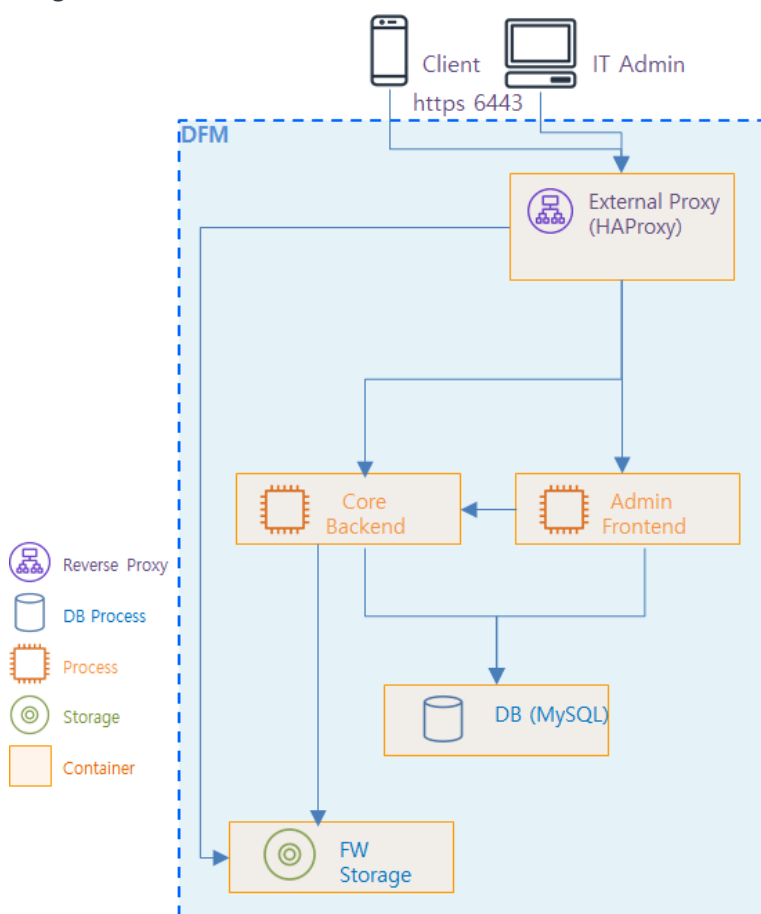 Client
IT Admin
https 6443
DFM
External Proxy
(HAProxy)
Core
Backend
Admin
Frontend
Reverse Proxy
DB Process
Process
Storage
Container
DB (MySQL)
FW
Storage